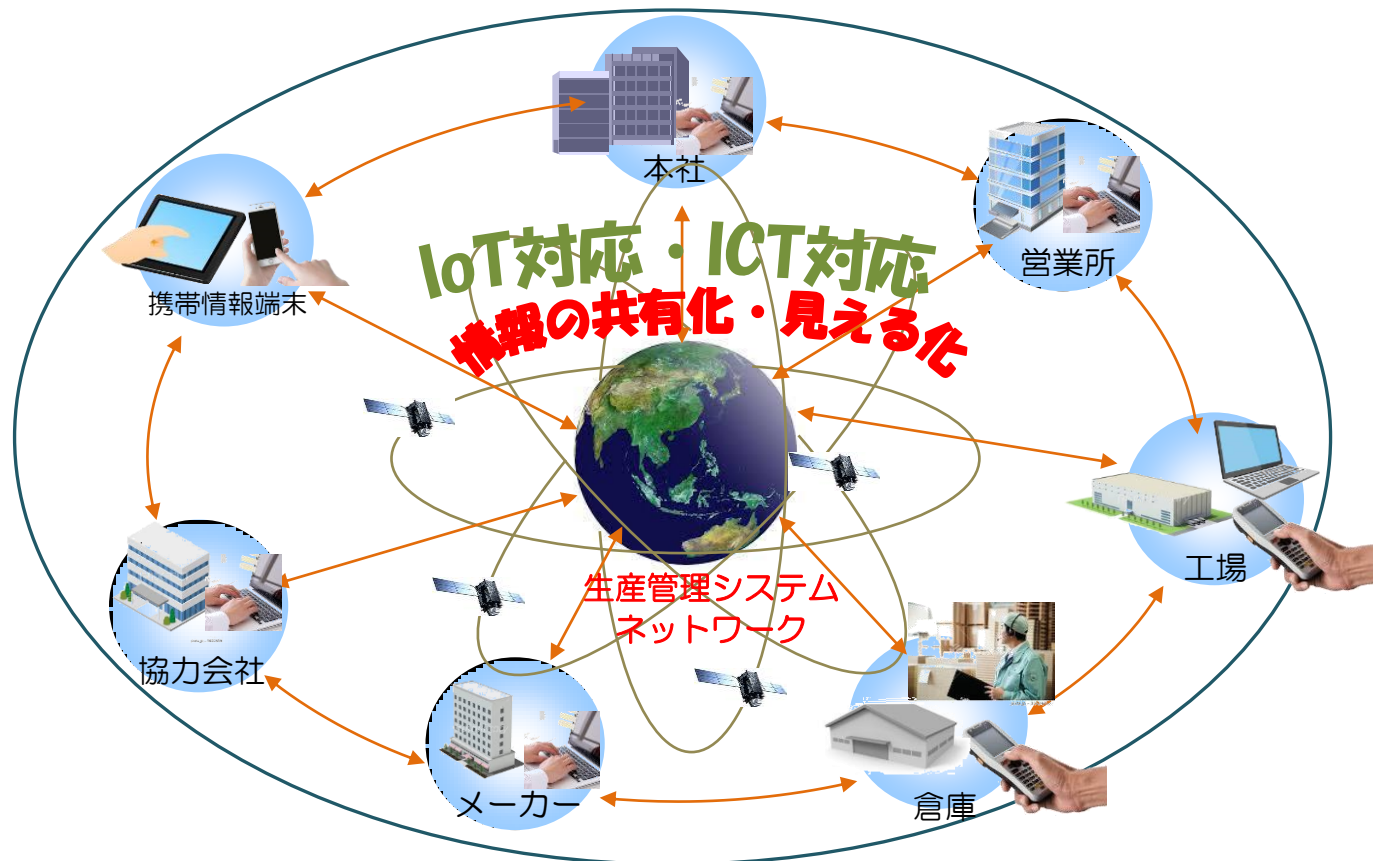 本社
営業所
IoT対応・ICT対応
情報の共有化・見える化
携帯情報端末
工場
生産管理システム
ネットワーク
協力会社
メーカー
倉庫